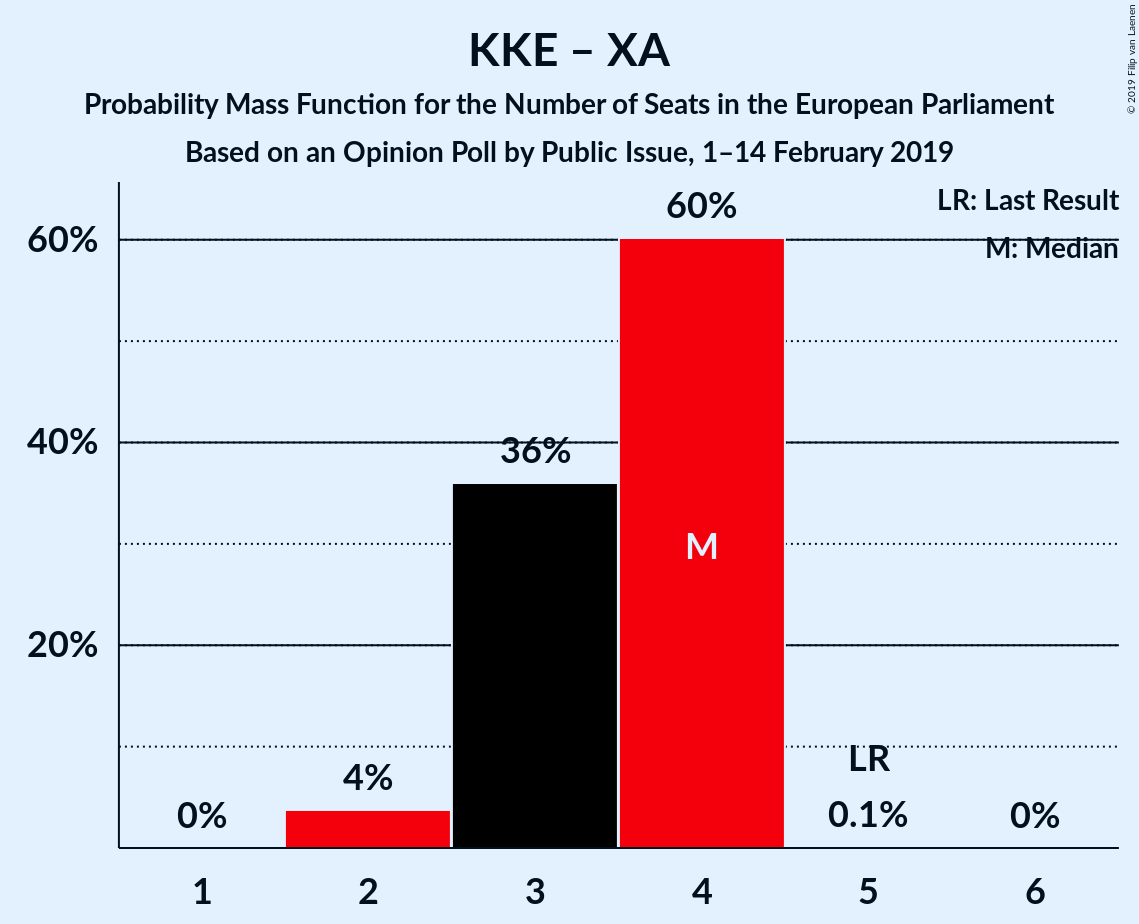 KKE – XA
Probability Mass Function for the Number of Seats in the European Parliament
Based on an Opinion Poll by Public Issue, 1–14 February 2019
© 2019 Filip van Laenen
LR: Last Result
M: Median
60%
40%
20%
0%
4%
36%
60%
M
LR
0.1%
0%
1
2
3
4
5
6